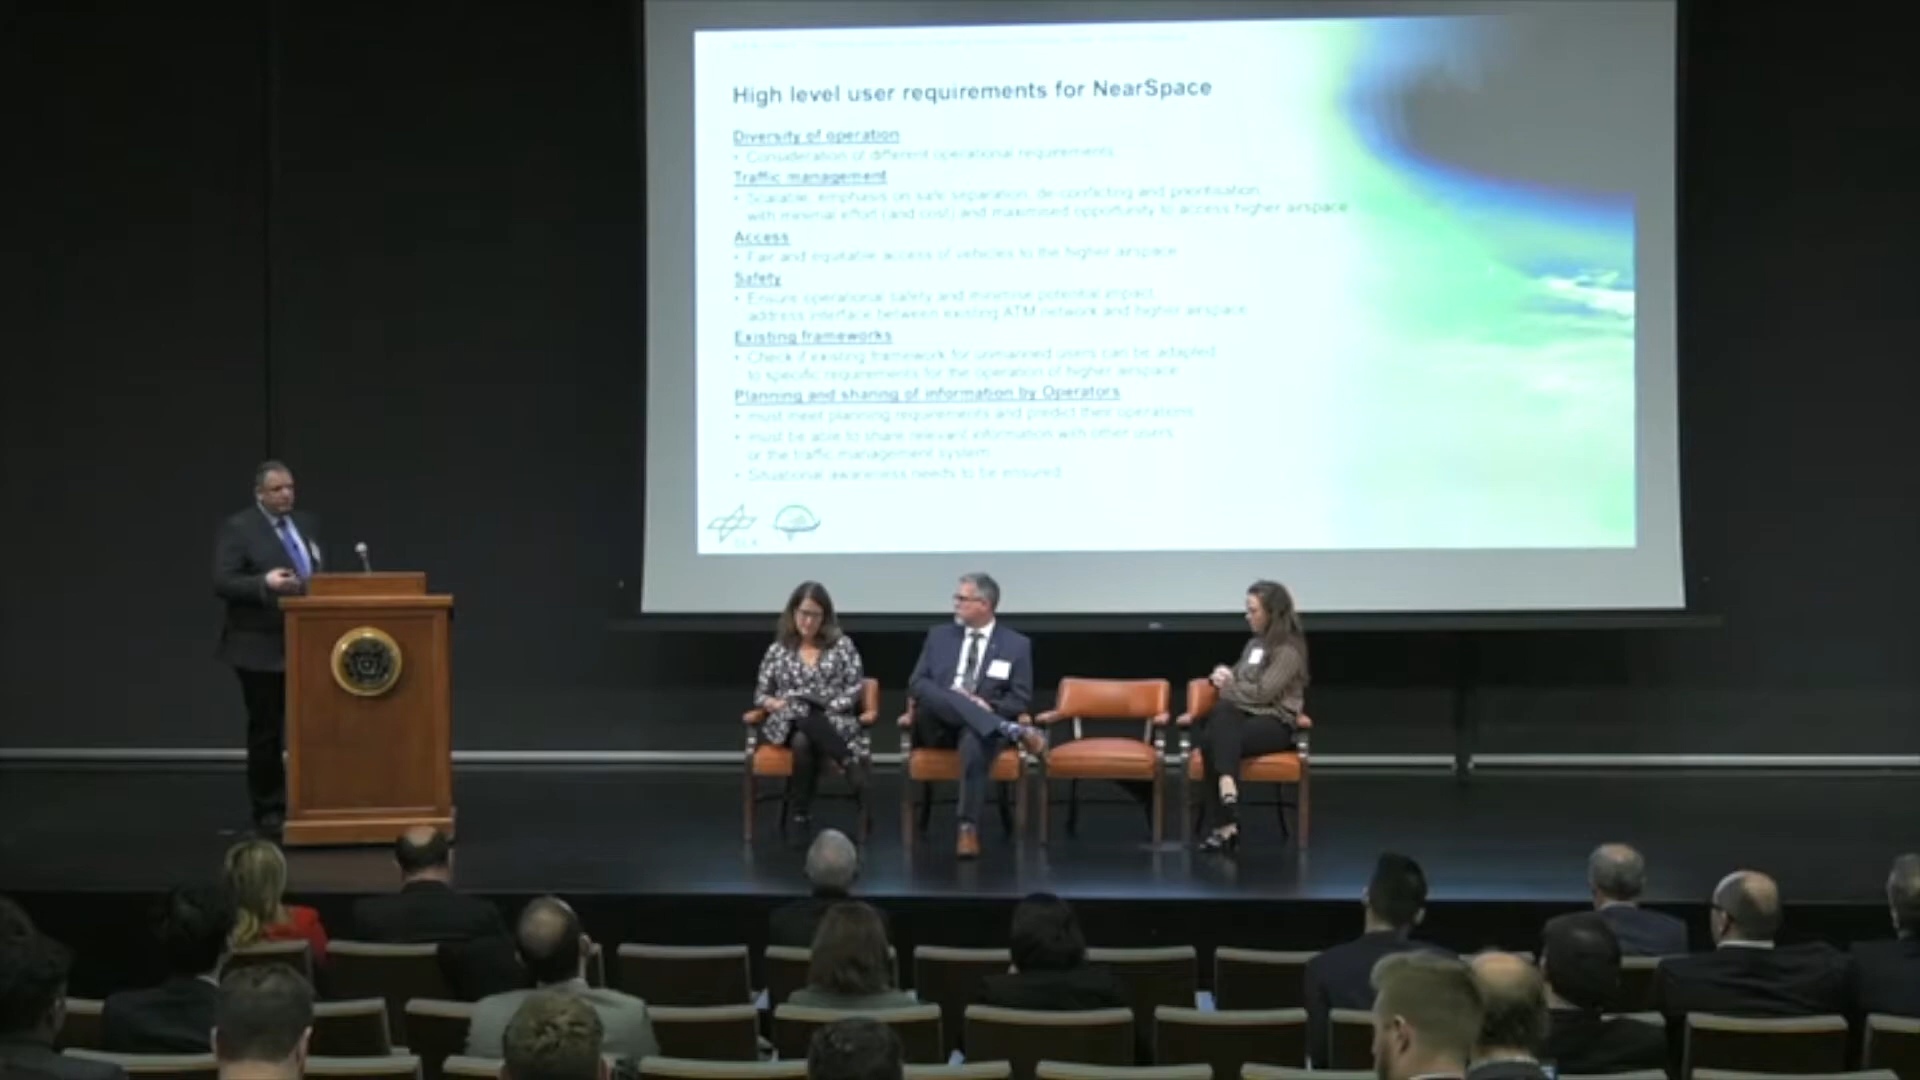 High level user requirements for NearSpace
Diversity of operation
• Consideration of different operational requirements
Traffic management
• Scalable, emphasis on safe separation, de-conflicting and prioritisation
with minimal effort (and cost) and maximised opportunity to access higher airspace
Access
• Fair and equitable access of vehicles to the higher airspace
Safety
• Ensure operational safety and minimise potential impact
address interface between existing ATM network and higher airspace
Existing frameworks
• Check if existing framework for unmanned users can be adapted
to specific requirements for the operation of higher airspace
Planning and sharing of information by Operators
• must meet planning requirements and predict their operations
• must be able to share relevant information with other users
or the traffic management system
• Situational awareness needs to be ensured
DLR